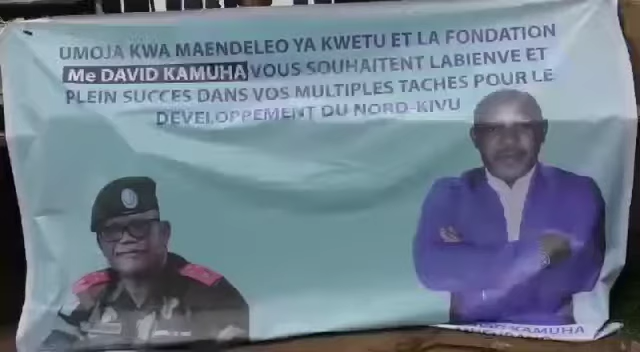 UMOJA KWA MAENDELEO YA KWETU ET LA FONDATION
Me DAVID KAMUHA VOUS SOUHAITENT LABIENVE ET
PLEIN SUCCES DANS VOS MULTIPLES TACHES POUR LE
DEVELOPPEMENT DU NORD-KIVU
KAMUHA